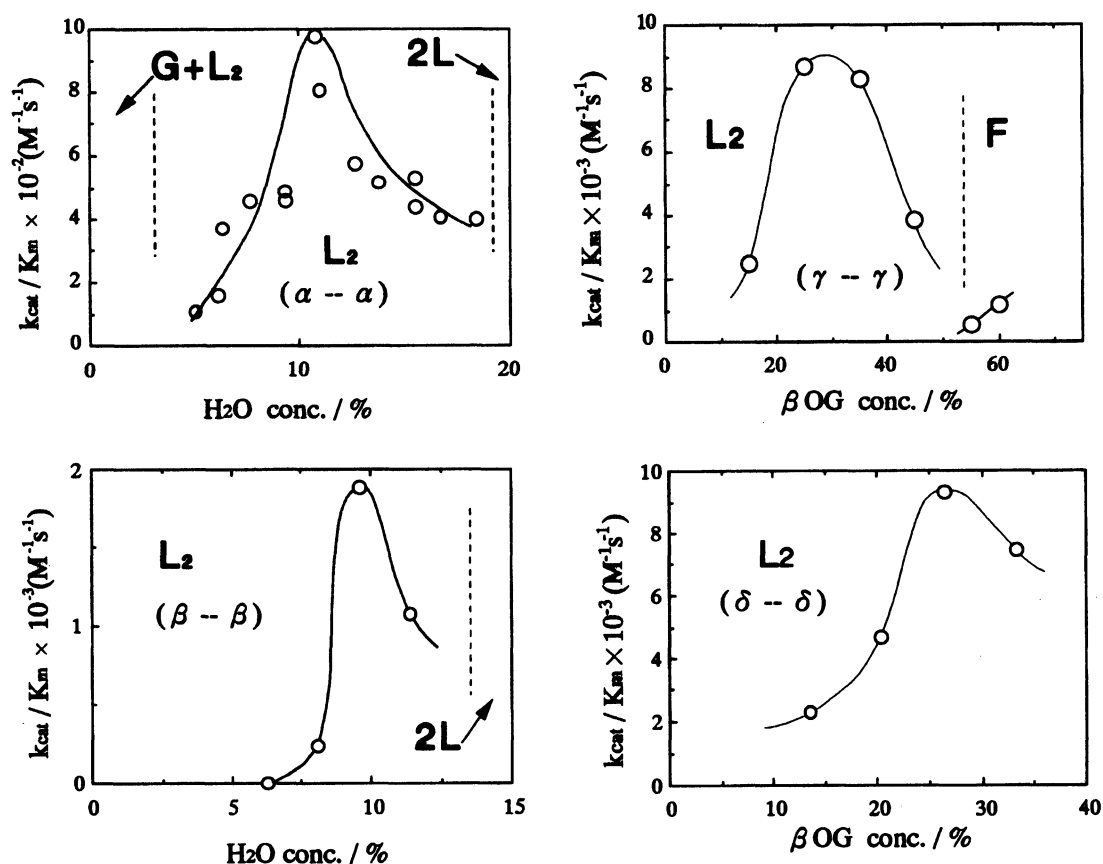 kcat / Km × 10⁻² (M⁻¹s⁻¹)
10
8
6
4
2
0
G+L₂
2L
L₂
(α -- α)
0 10 20
H₂O conc. / %
kcat / Km × 10⁻³ (M⁻¹s⁻¹)
10
8
6
4
2
0
L₂
F
(γ -- γ)
0 20 40 60
β OG conc. / %
kcat / Km × 10⁻³ (M⁻¹s⁻¹)
2
1
0
L₂
(β -- β)
2L
0 5 10 15
H₂O conc. / %
kcat / Km × 10⁻³ (M⁻¹s⁻¹)
10
8
6
4
2
0
L₂
(δ -- δ)
0 10 20 30 40
β OG conc. / %